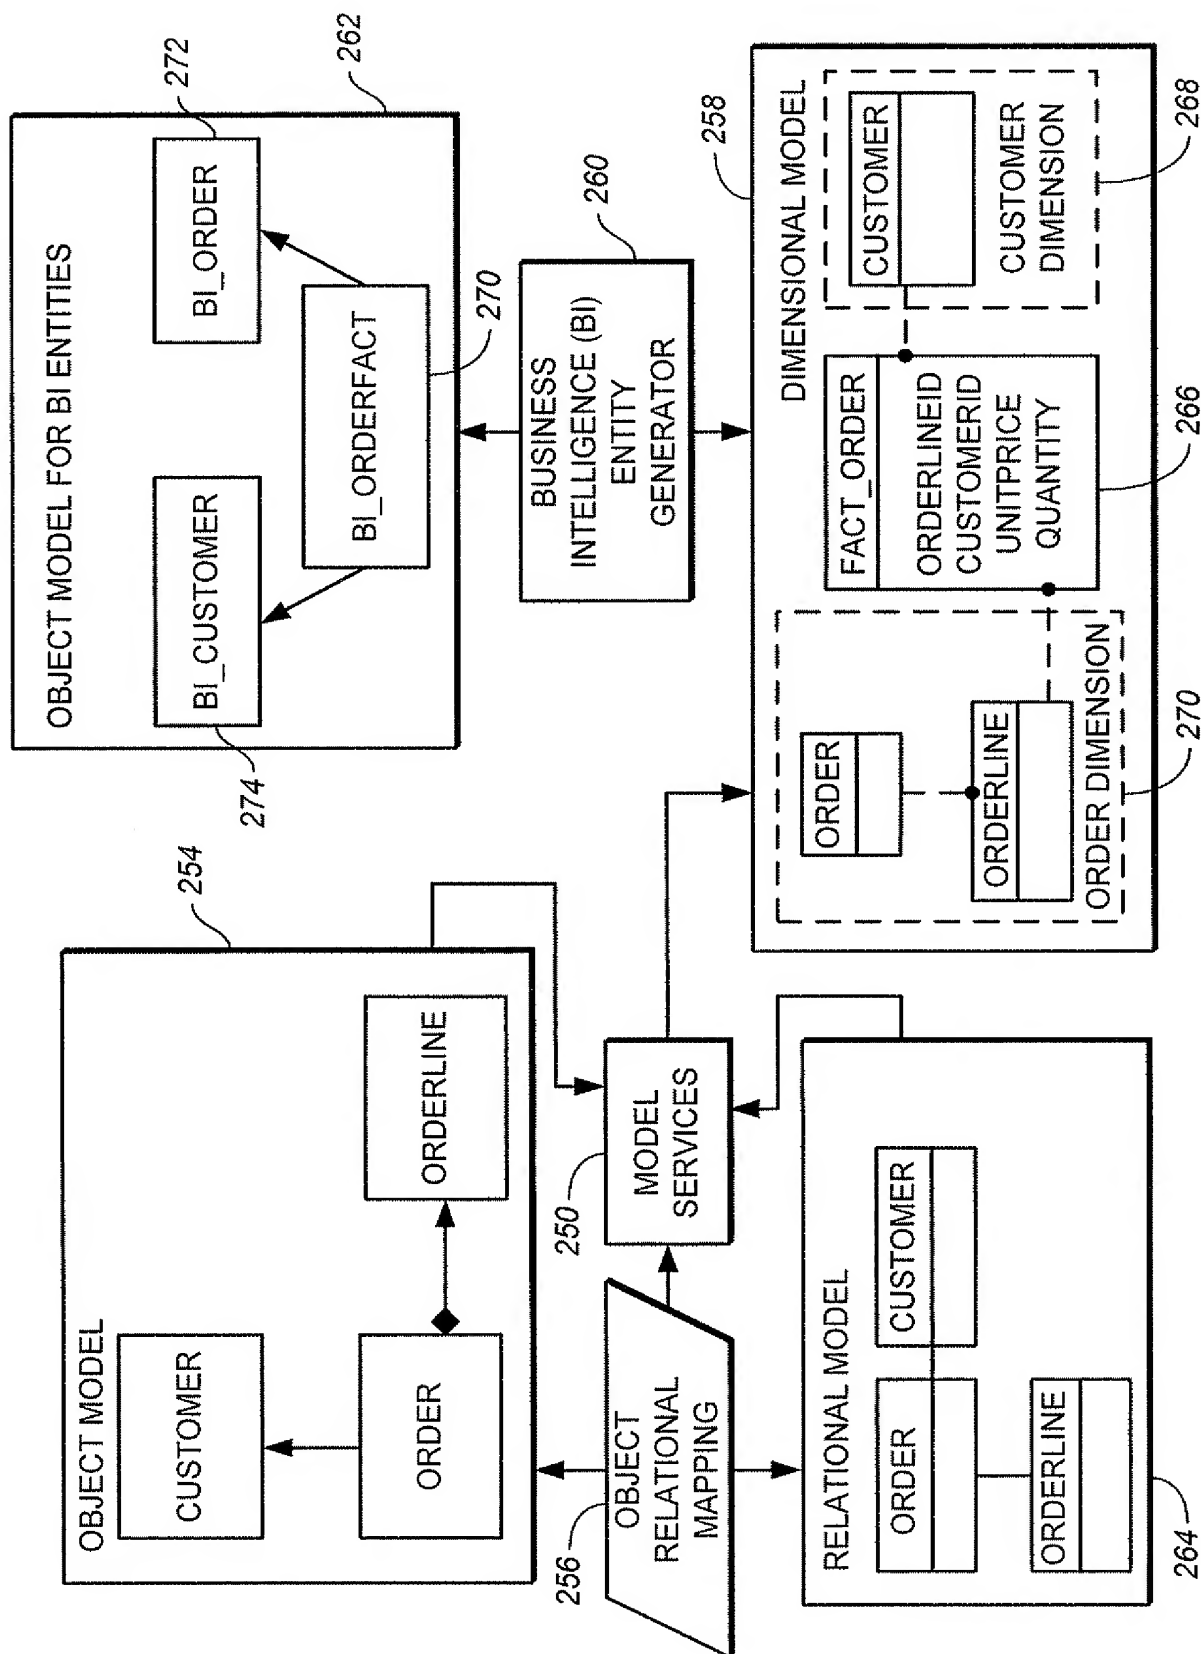 OBJECT MODEL
254
CUSTOMER
ORDER
ORDERLINE
256
OBJECT
RELATIONAL
MAPPING
250
MODEL
SERVICES
RELATIONAL MODEL
ORDER
CUSTOMER
ORDERLINE
264
OBJECT MODEL FOR BI ENTITIES
262
274
BI_CUSTOMER
272
BI_ORDER
BI_ORDERFACT
270
BUSINESS
INTELLIGENCE (BI)
ENTITY
GENERATOR
260
258
DIMENSIONAL MODEL
ORDER
ORDERLINE
ORDER DIMENSION
270
FACT_ORDER
ORDERLINEID
CUSTOMERID
UNITPRICE
QUANTITY
266
CUSTOMER
CUSTOMER
DIMENSION
268